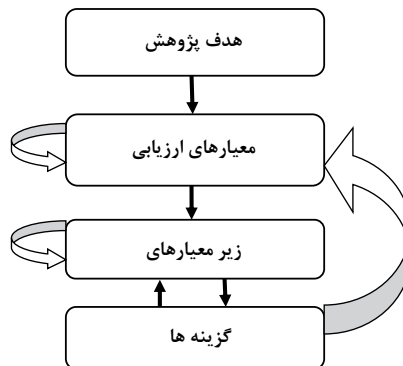 هدف پژوهش
معیارهای ارزیابی
زیر معیارهای
گزینه ها